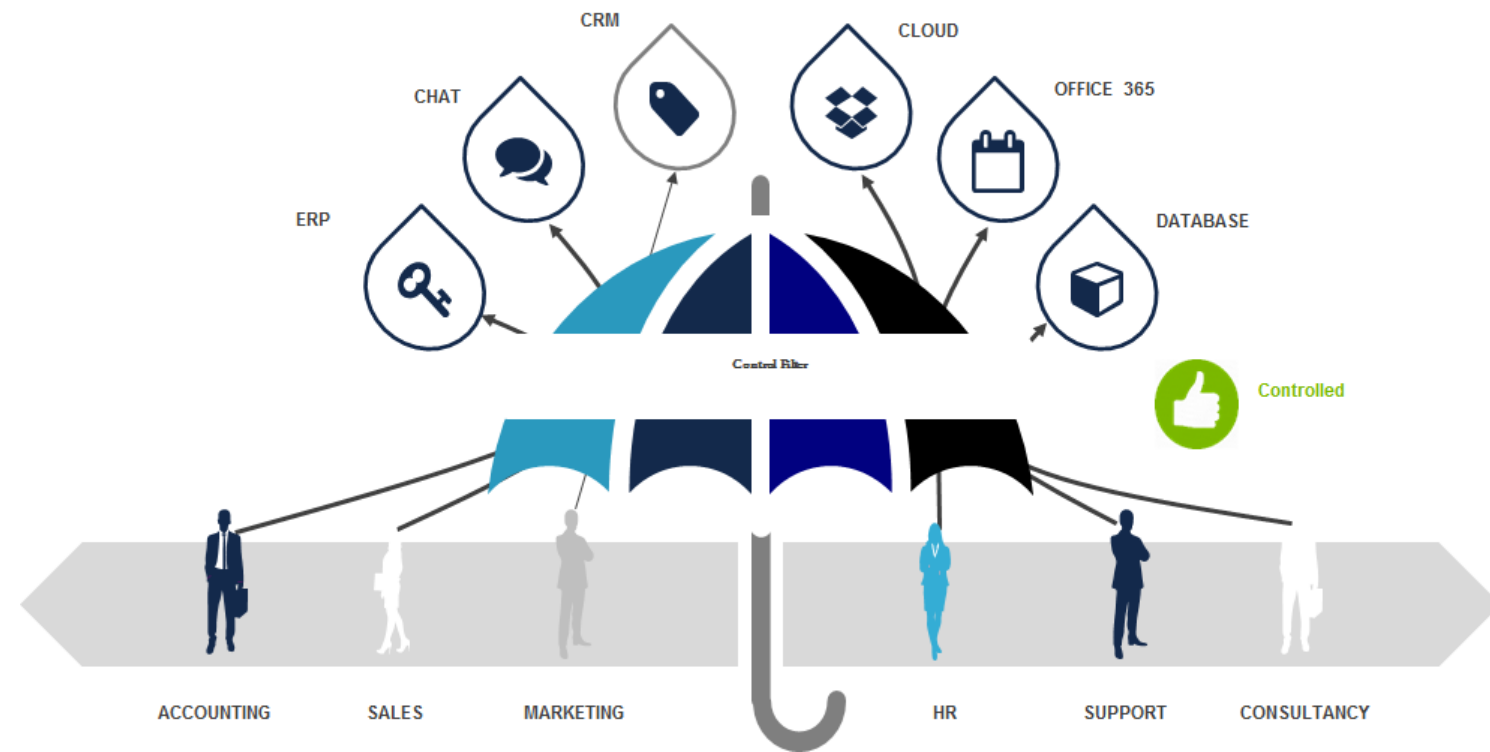 CRM
CLOUD
CHAT
OFFICE 365
ERP
DATABASE
Control Filter
Controlled
ACCOUNTING
SALES
MARKETING
HR
SUPPORT
CONSULTANCY